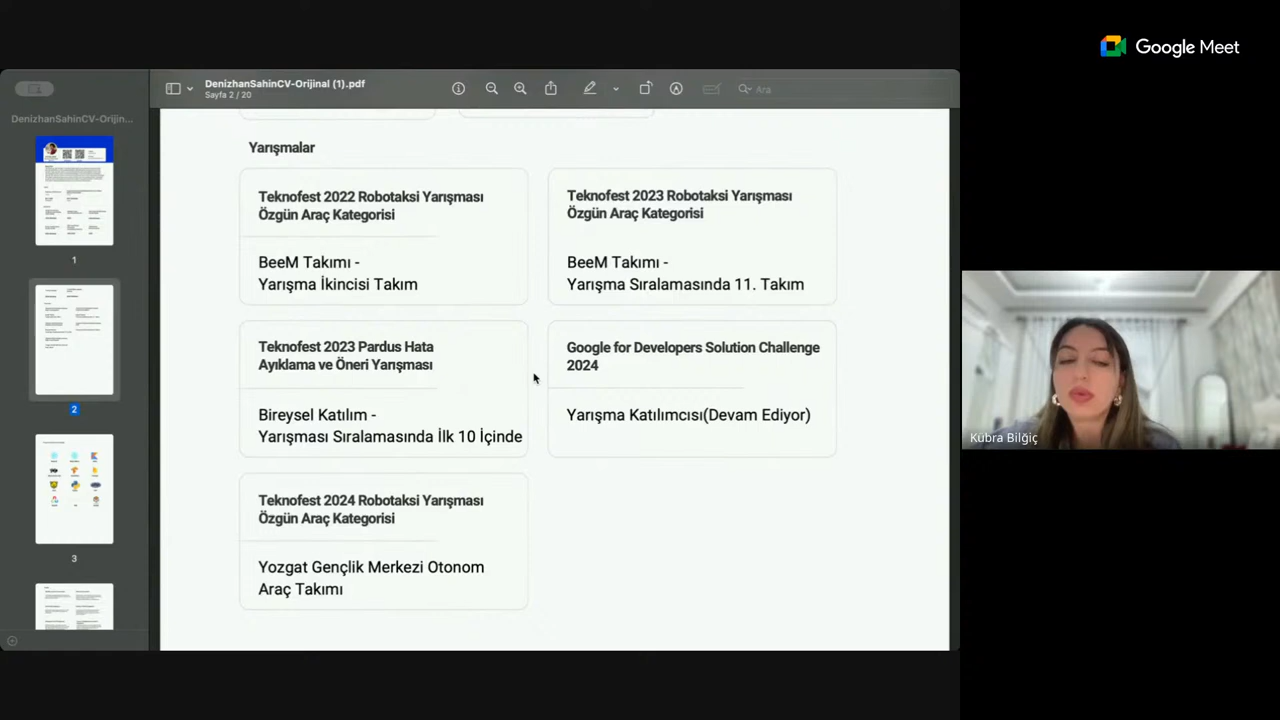 Google Meet
DenizhanSahinCV-Orijinal (1).pdf
Sayfa 2 / 20
Ara
DenizhanSahinCV-Orijin...
1
2
3
Yarışmalar
Teknofest 2022 Robotaksi Yarışması
Özgün Araç Kategorisi
BeeM Takımı -
Yarışma İkincisi Takım
Teknofest 2023 Robotaksi Yarışması
Özgün Araç Kategorisi
BeeM Takımı -
Yarışma Sıralamasında 11. Takım
Teknofest 2023 Pardus Hata
Ayıklama ve Öneri Yarışması
Bireysel Katılım -
Yarışması Sıralamasında İlk 10 İçinde
Google for Developers Solution Challenge
2024
Yarışma Katılımcısı(Devam Ediyor)
Teknofest 2024 Robotaksi Yarışması
Özgün Araç Kategorisi
Yozgat Gençlik Merkezi Otonom
Araç Takımı
Kübra Bilğiç